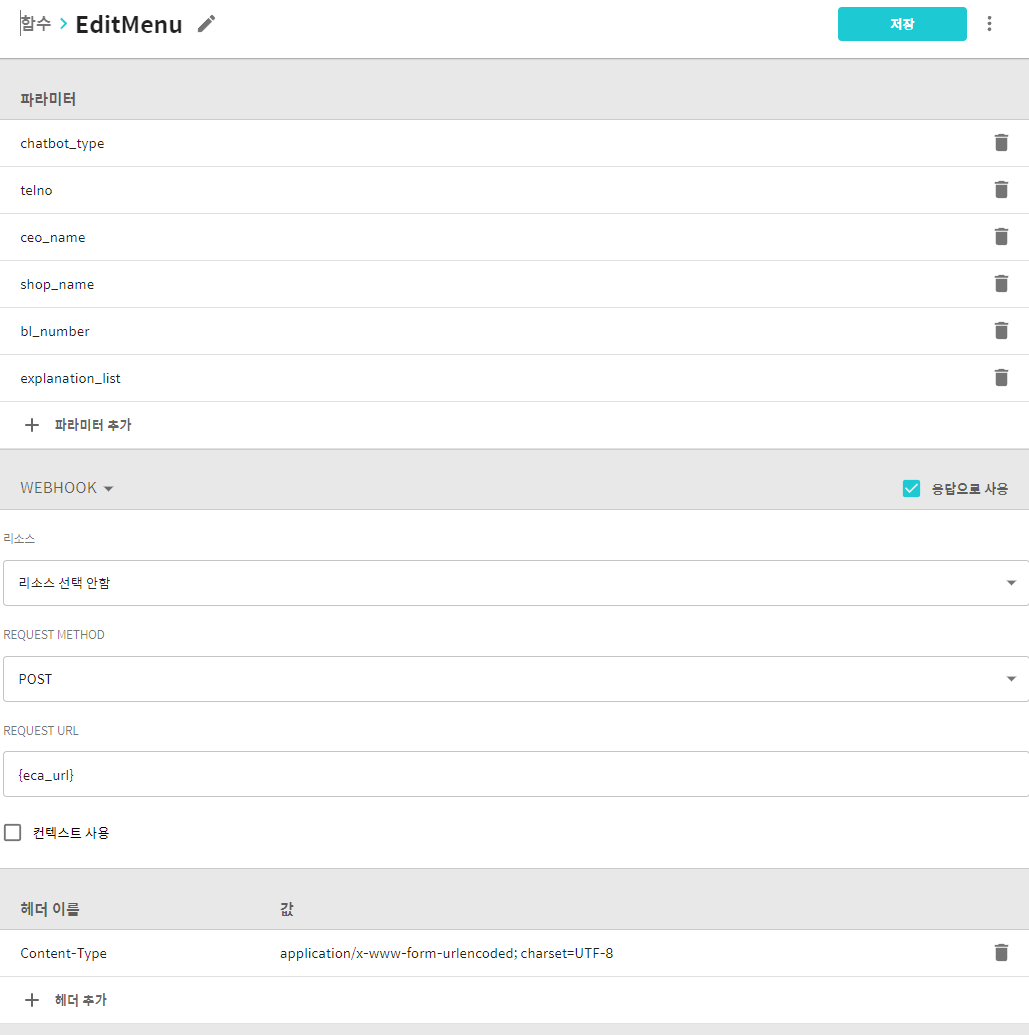 함수 > EditMenu
저장
파라미터
chatbot_type
telno
ceo_name
shop_name
bl_number
explanation_list
+ 파라미터 추가
WEBHOOK
응답으로 사용
리소스
리소스 선택 안함
REQUEST METHOD
POST
REQUEST URL
{eca_url}
컨텍스트 사용
헤더 이름 값
Content-Type application/x-www-form-urlencoded; charset=UTF-8
+ 헤더 추가